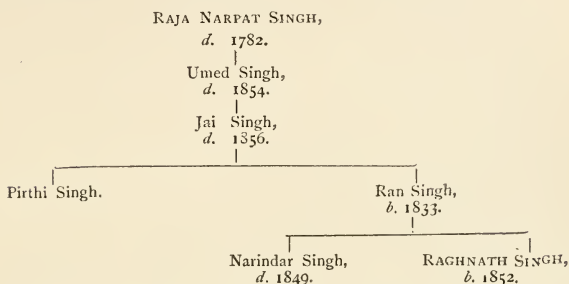 RAJA NARPAT SINGH,
d. 1782.
Umed Singh,
d. 1854.
Jai Singh,
d. 1856.
Pirthi Singh.
Ran Singh,
b. 1833.
Narindar Singh,
d. 1849.
RAGHNATH SINGH,
b. 1852.